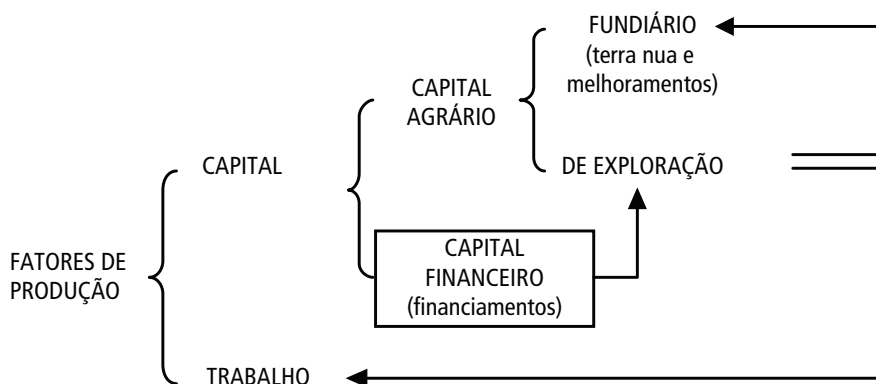 FUNDIÁRIO
(terra nua e
melhoramentos)
CAPITAL
AGRÁRIO
CAPITAL
DE EXPLORAÇÃO
CAPITAL
FINANCEIRO
(financiamentos)
FATORES DE
PRODUÇÃO
TRABALHO